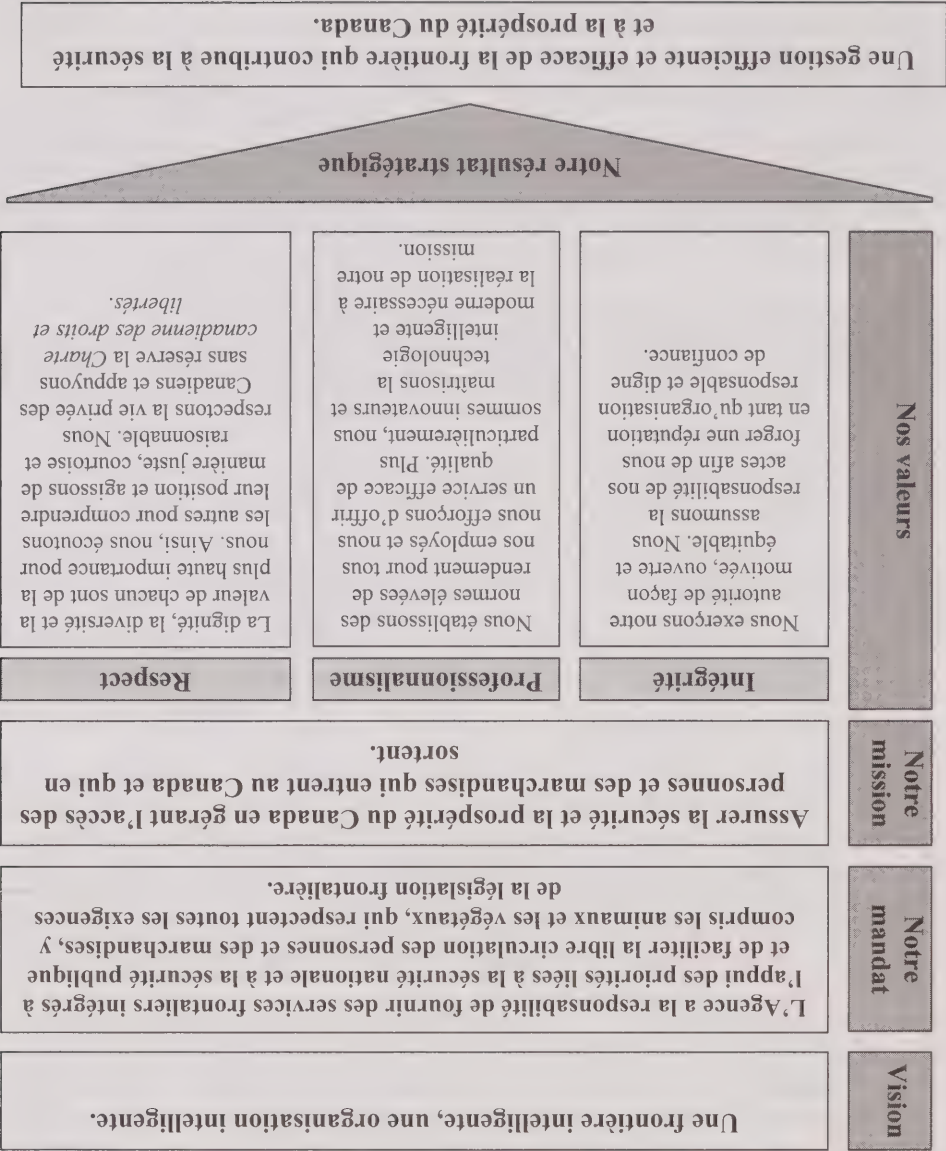 Vision
Une frontière intelligente, une organisation intelligente.
Notre
mandat
L'Agence a la responsabilité de fournir des services frontaliers intégrés à
l'appui des priorités liées à la sécurité nationale et à la sécurité publique
et de faciliter la libre circulation des personnes et des marchandises, y
compris les animaux et les végétaux, qui respectent toutes les exigences
de la législation frontalière.
Notre
mission
Assurer la sécurité et la prospérité du Canada en gérant l'accès des
personnes et des marchandises qui entrent au Canada et qui en
sortent.
Nos valeurs
Intégrité
Nous exerçons notre
autorité de façon
motivée, ouverte et
équitable. Nous
assumons la
responsabilité de nos
actes afin de nous
forger une réputation
en tant qu'organisation
responsable et digne
de confiance.
Professionnalisme
Nous établissons des
normes élevées de
rendement pour tous
nos employés et nous
nous efforçons d'offrir
un service efficace de
qualité. Plus
particulièrement, nous
sommes innovateurs et
maîtrisons la
technologie
intelligente et
moderne nécessaire à
la réalisation de notre
mission.
Respect
La dignité, la diversité et la
valeur de chacun sont de la
plus haute importance pour
nous. Ainsi, nous écoutons
les autres pour comprendre
leur position et agissons de
manière juste, courtoise et
raisonnable. Nous
respectons la vie privée des
Canadiens et appuyons
sans réserve la Charte
canadienne des droits et
libertés.
Notre résultat stratégique
Une gestion efficiente et efficace de la frontière qui contribue à la sécurité
et à la prospérité du Canada.